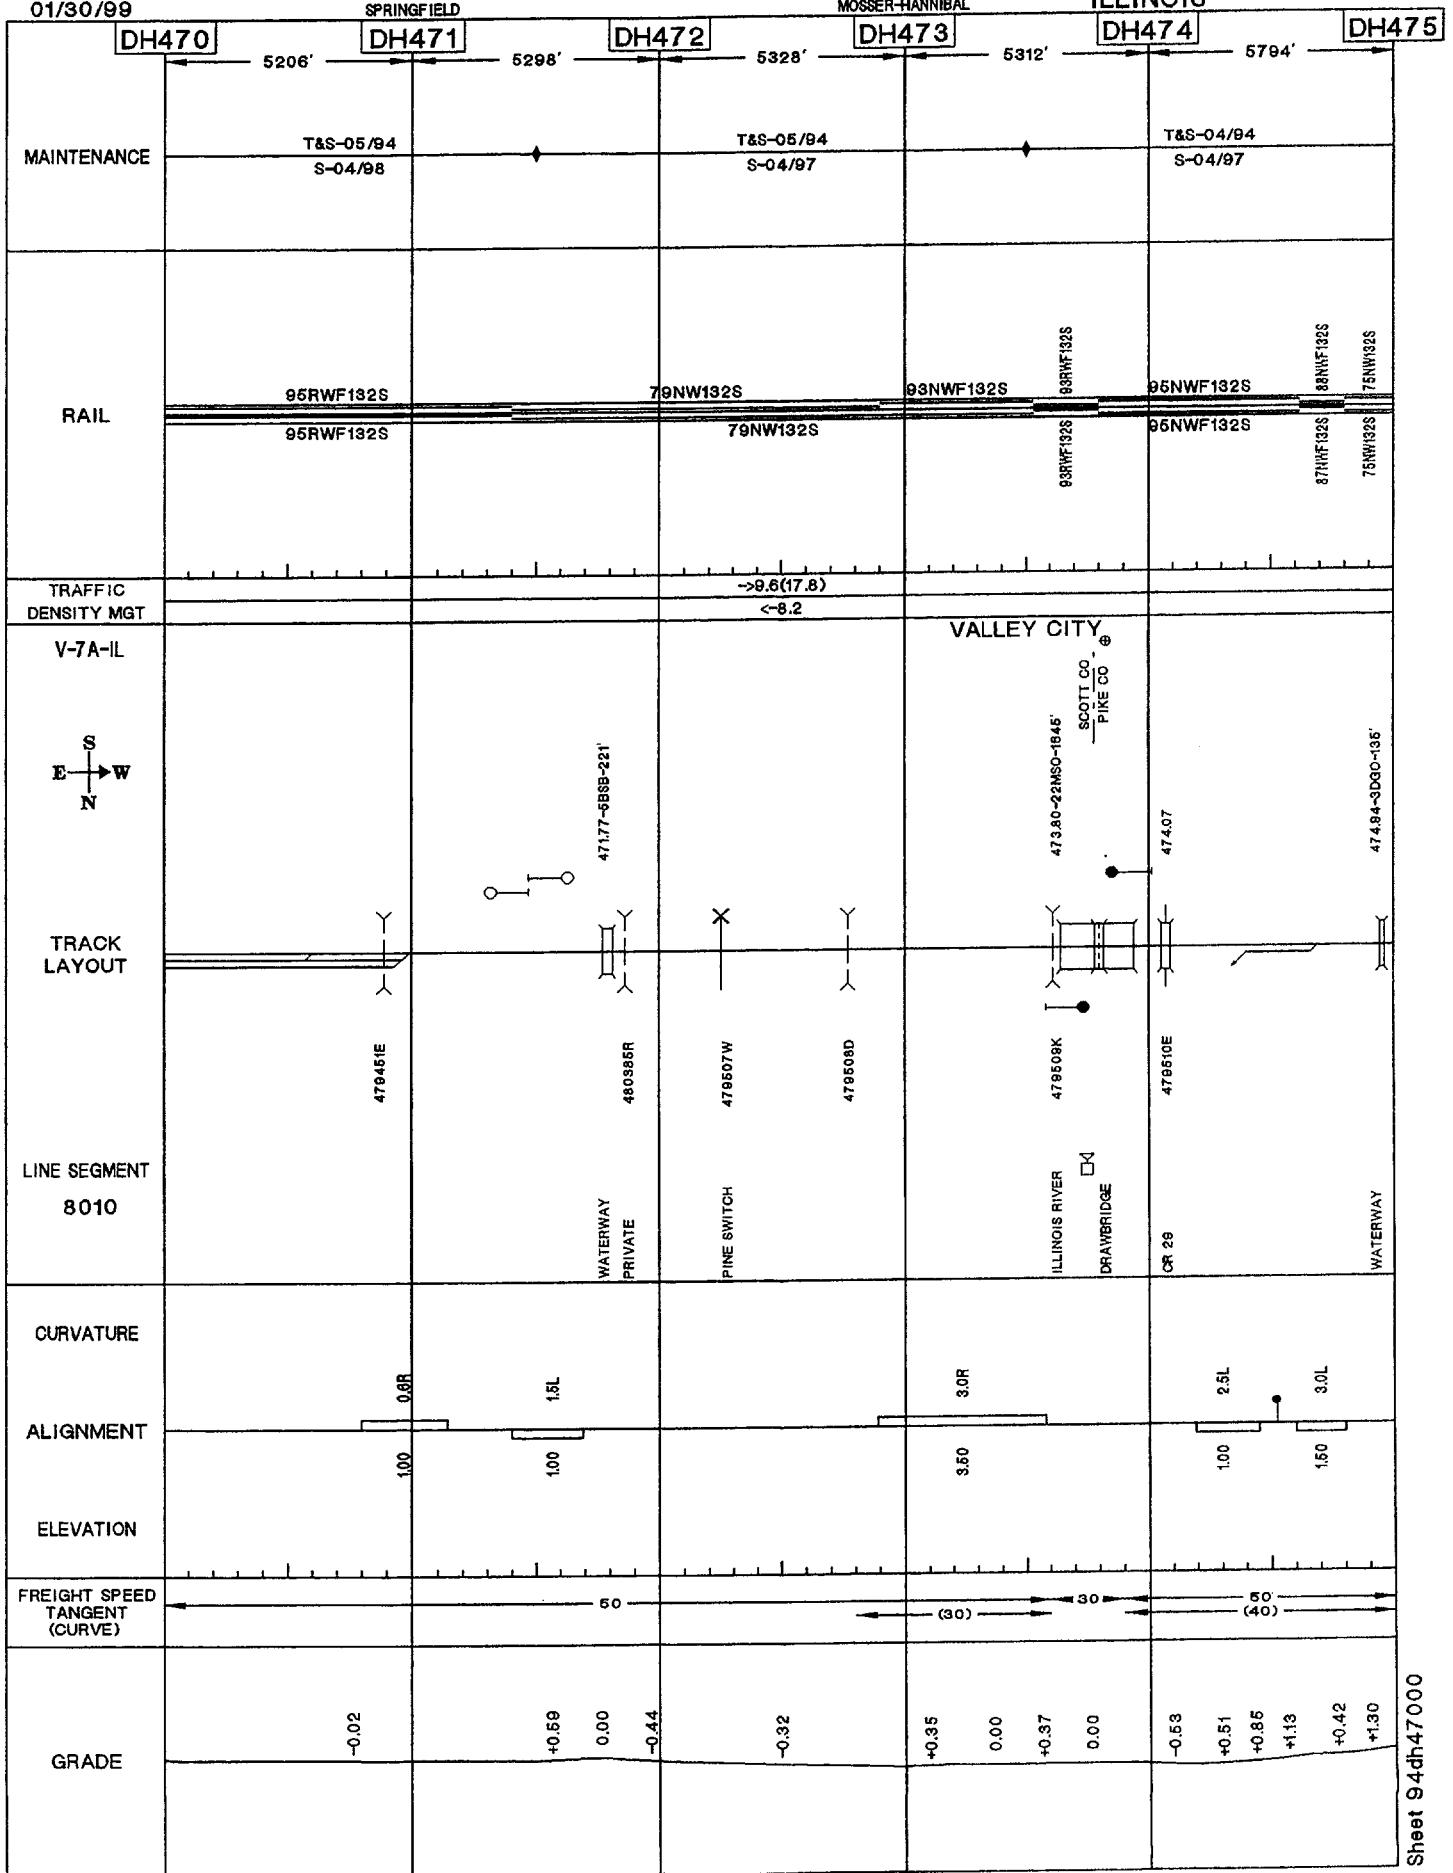 01/30/99
SPRINGFIELD
MOSSER-HANNIBAL
ILLINOIS
DH470 DH471 DH472 DH473 DH474 DH475
5206' 5298' 5328' 5312' 5794'
MAINTENANCE
T&S-05/94 T&S-05/94 T&S-04/94
S-04/98 S-04/97 S-04/97
RAIL
95RWF132S 79NW132S 93NWF132S 93RWF132S 95NWF132S 88NWF132S 75NW132S
95RWF132S 79NW132S 93RWF132S 95NWF132S 87NWF132S 75NW132S
TRAFFIC
DENSITY MGT
->9.6(17.8)
<-8.2
V-7A-IL
VALLEY CITY
SCOTT CO
PIKE CO
S
E W
N
471.77-5BSB-221' 473.80-22MSO-1645' 474.07 474.94-3DGO-135'
TRACK
LAYOUT
479451E 480385R 479507W 479508D 479509K 479510E
LINE SEGMENT
8010
WATERWAY
PRIVATE
PINE SWITCH
ILLINOIS RIVER
DRAWBRIDGE
CR 29
WATERWAY
CURVATURE
0.6R 1.5L 3.0R 2.5L 3.0L
ALIGNMENT
1.00 1.00 3.50 1.00 1.50
ELEVATION
FREIGHT SPEED
TANGENT
(CURVE)
50 30 50
(30) (40)
GRADE
-0.02 +0.59 0.00 -0.44 -0.32 +0.35 0.00 +0.37 0.00 -0.53 +0.51 +0.85 +1.13 +0.42 +1.30
Sheet 94dh47000